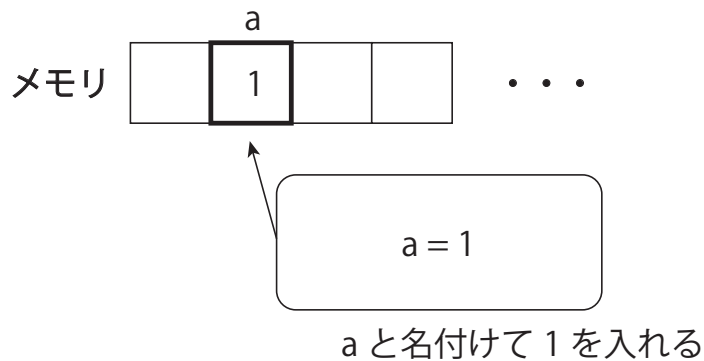 a
メモリ 1 ・・・
a = 1
a と名付けて 1 を入れる